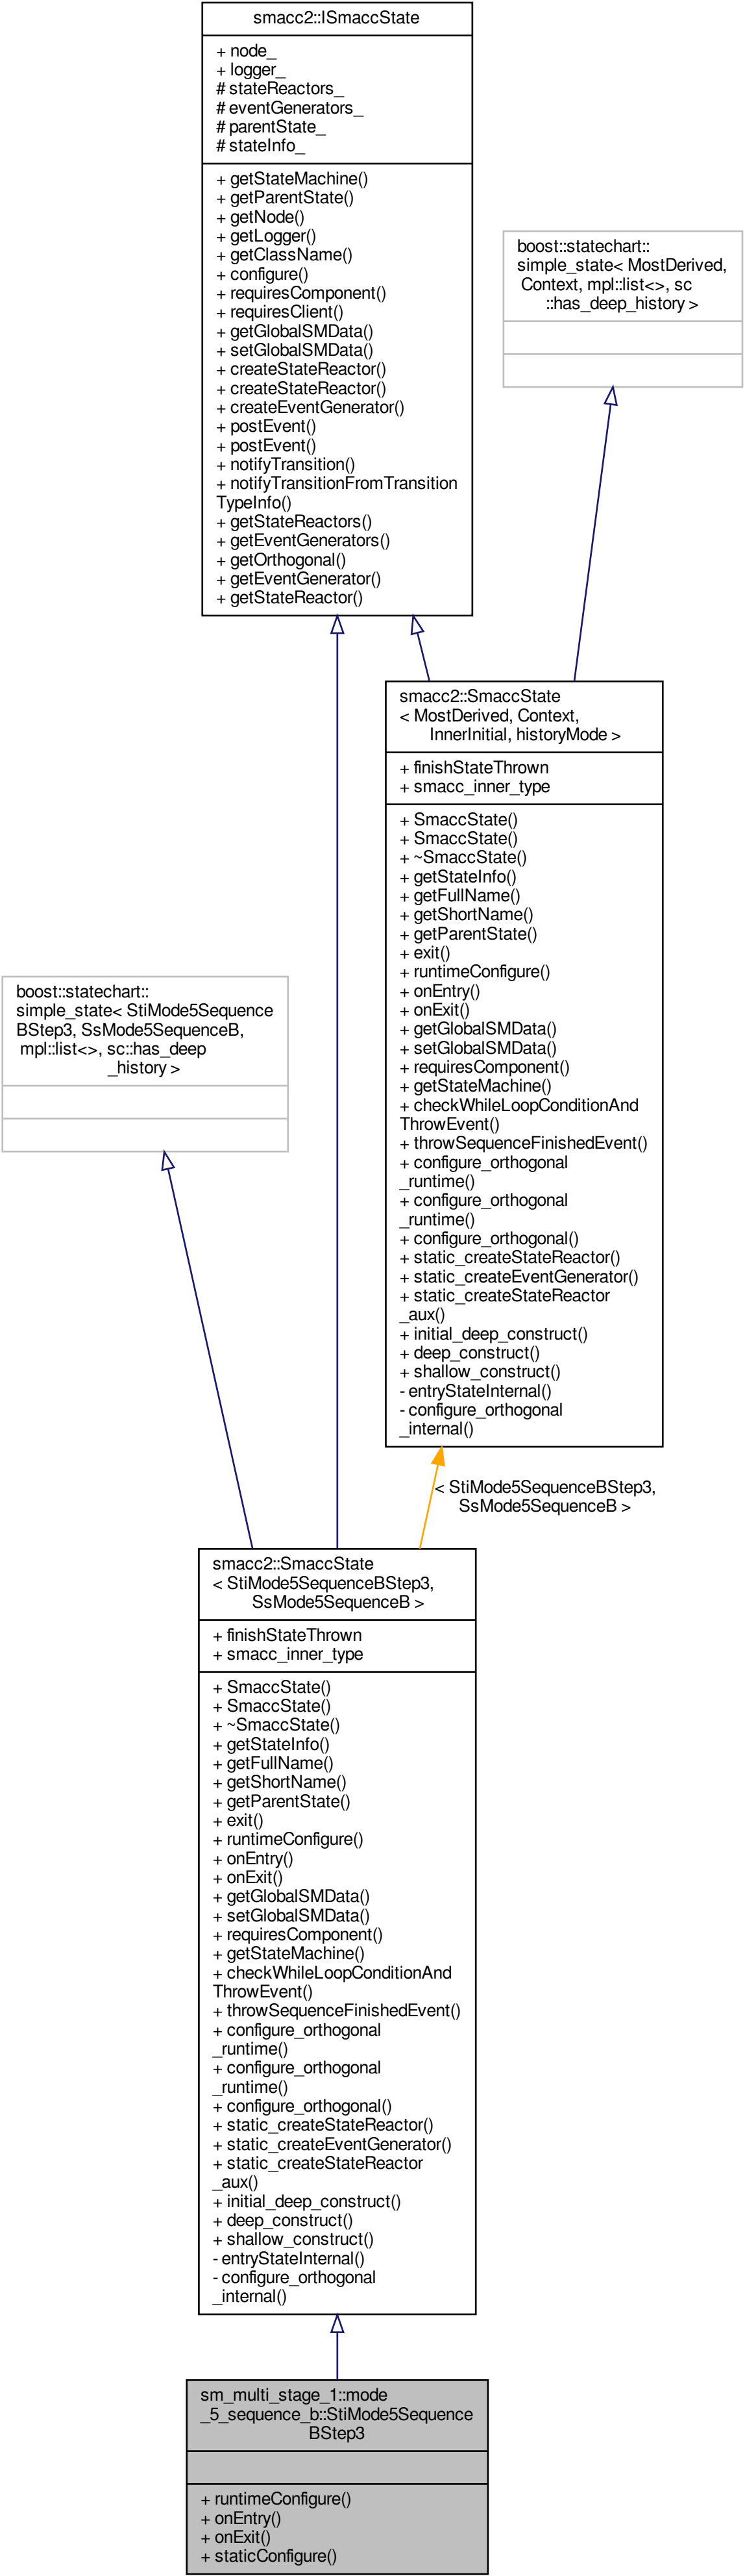 smacc2::ISmaccState
+ node_
+ logger_
# stateReactors_
# eventGenerators_
# parentState_
# stateInfo_
+ getStateMachine()
+ getParentState()
+ getNode()
+ getLogger()
+ getClassName()
+ configure()
+ requiresComponent()
+ requiresClient()
+ getGlobalSMData()
+ setGlobalSMData()
+ createStateReactor()
+ createStateReactor()
+ createEventGenerator()
+ postEvent()
+ postEvent()
+ notifyTransition()
+ notifyTransitionFromTransition
TypeInfo()
+ getStateReactors()
+ getEventGenerators()
+ getOrthogonal()
+ getEventGenerator()
+ getStateReactor()
boost::statechart::
simple_state< MostDerived,
Context, mpl::list<>, sc
::has_deep_history >
smacc2::SmaccState
< MostDerived, Context,
InnerInitial, historyMode >
+ finishStateThrown
+ smacc_inner_type
+ SmaccState()
+ SmaccState()
+ ~SmaccState()
+ getStateInfo()
+ getFullName()
+ getShortName()
+ getParentState()
+ exit()
+ runtimeConfigure()
+ onEntry()
+ onExit()
+ getGlobalSMData()
+ setGlobalSMData()
+ requiresComponent()
+ getStateMachine()
+ checkWhileLoopConditionAnd
ThrowEvent()
+ throwSequenceFinishedEvent()
+ configure_orthogonal
_runtime()
+ configure_orthogonal
_runtime()
+ configure_orthogonal()
+ static_createStateReactor()
+ static_createEventGenerator()
+ static_createStateReactor
_aux()
+ initial_deep_construct()
+ deep_construct()
+ shallow_construct()
- entryStateInternal()
- configure_orthogonal
_internal()
boost::statechart::
simple_state< StiMode5Sequence
BStep3, SsMode5SequenceB,
mpl::list<>, sc::has_deep
_history >
< StiMode5SequenceBStep3,
SsMode5SequenceB >
smacc2::SmaccState
< StiMode5SequenceBStep3,
SsMode5SequenceB >
+ finishStateThrown
+ smacc_inner_type
+ SmaccState()
+ SmaccState()
+ ~SmaccState()
+ getStateInfo()
+ getFullName()
+ getShortName()
+ getParentState()
+ exit()
+ runtimeConfigure()
+ onEntry()
+ onExit()
+ getGlobalSMData()
+ setGlobalSMData()
+ requiresComponent()
+ getStateMachine()
+ checkWhileLoopConditionAnd
ThrowEvent()
+ throwSequenceFinishedEvent()
+ configure_orthogonal
_runtime()
+ configure_orthogonal
_runtime()
+ configure_orthogonal()
+ static_createStateReactor()
+ static_createEventGenerator()
+ static_createStateReactor
_aux()
+ initial_deep_construct()
+ deep_construct()
+ shallow_construct()
- entryStateInternal()
- configure_orthogonal
_internal()
sm_multi_stage_1::mode
_5_sequence_b::StiMode5Sequence
BStep3
+ runtimeConfigure()
+ onEntry()
+ onExit()
+ staticConfigure()